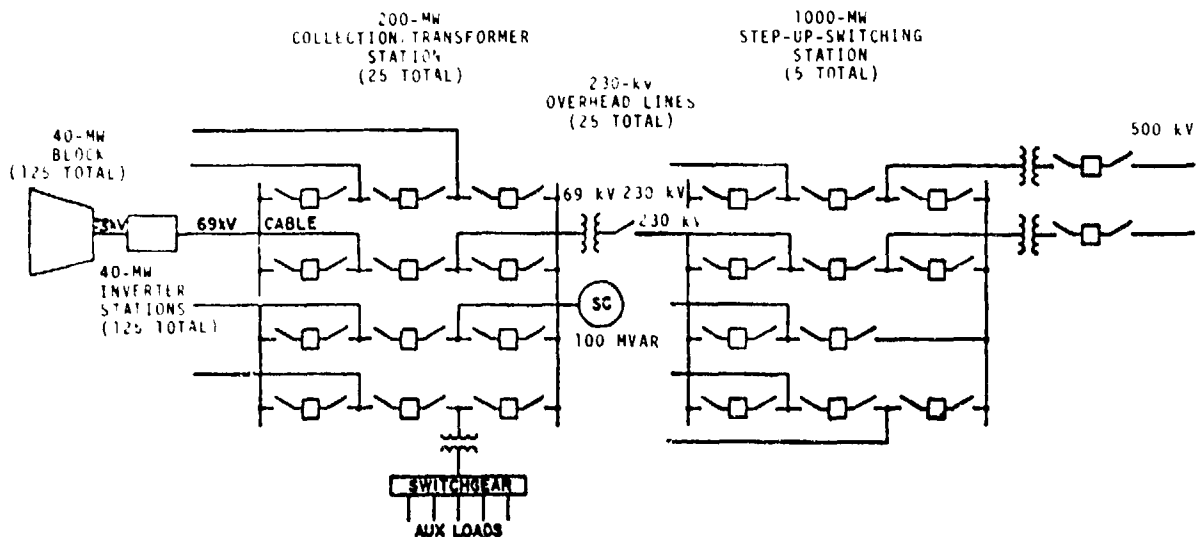 200-MW
COLLECTION/TRANSFORMER
STATION
(25 TOTAL)
1000-MW
STEP-UP-SWITCHING
STATION
(5 TOTAL)
230-kv
OVERHEAD LINES
(25 TOTAL)
40-MW
BLOCK
(125 TOTAL)
500 kV
69 kV 230 kV
69kV
CABLE
230 kV
40-MW
INVERTER
STATIONS
(125 TOTAL)
SC
100 MVAR
SWITCHGEAR
AUX LOADS